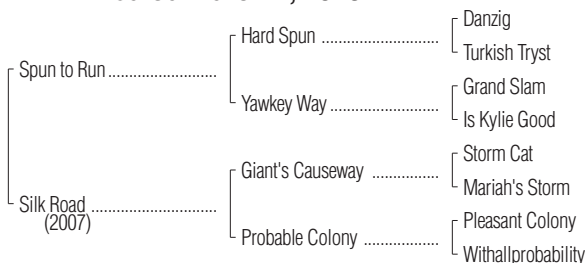 Danzig
Hard Spun ..............................
Turkish Tryst
Spun to Run ............................
Grand Slam
Yawkey Way ............................
Is Kylie Good
Storm Cat
Giant's Causeway ..................
Mariah's Storm
Silk Road ................................
(2007)
Pleasant Colony
Probable Colony ....................
Withallprobability